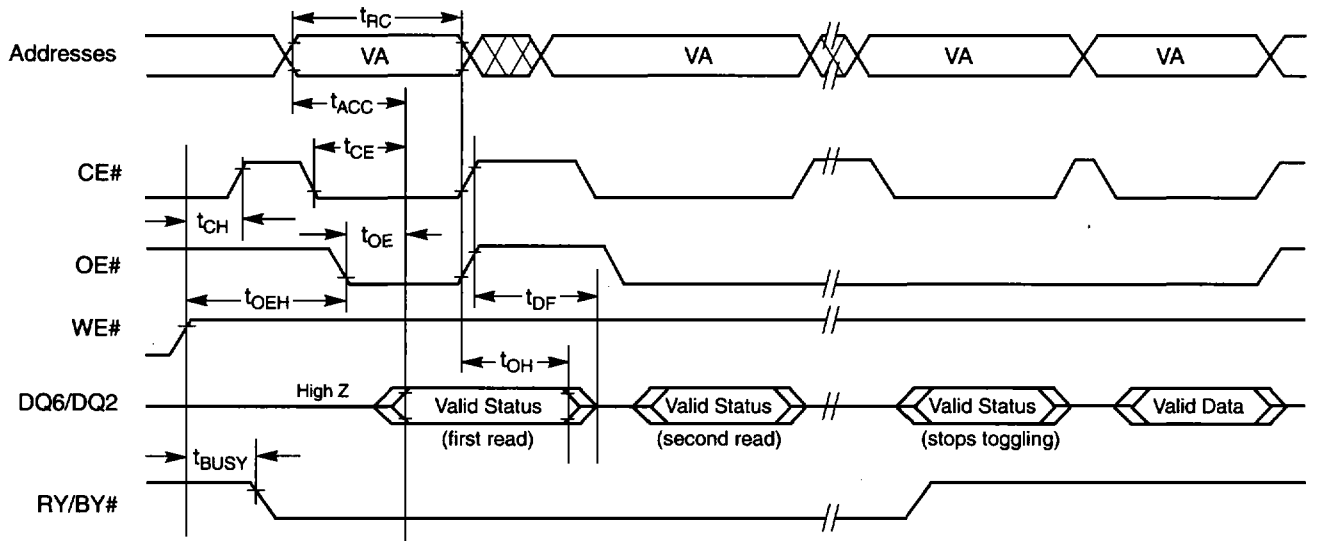 tRC
Addresses VA VA VA VA
tACC
tCE
CE#
tCH tOE
OE#
tOEH tDF
WE#
tOH
High Z
DQ6/DQ2 Valid Status Valid Status Valid Status Valid Data
(first read) (second read) (stops toggling)
tBUSY
RY/BY#